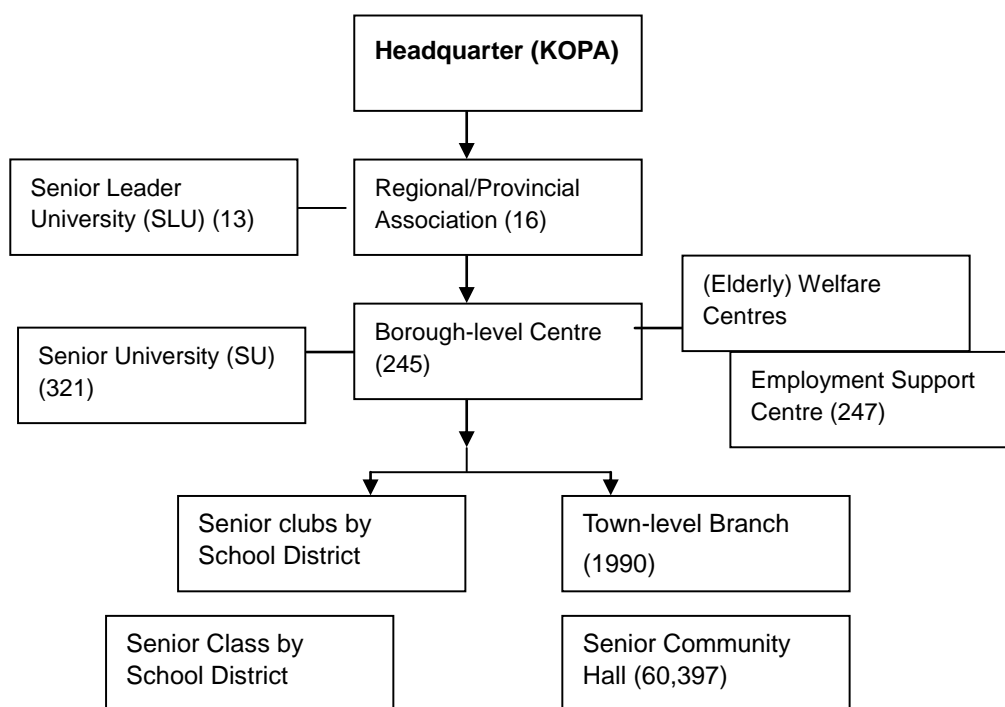 Headquarter (KOPA)
Senior Leader
University (SLU) (13)
Regional/Provincial
Association (16)
(Elderly) Welfare
Centres
Senior University (SU)
(321)
Borough-level Centre
(245)
Employment Support
Centre (247)
Senior clubs by
School District
Town-level Branch
(1990)
Senior Class by
School District
Senior Community
Hall (60,397)